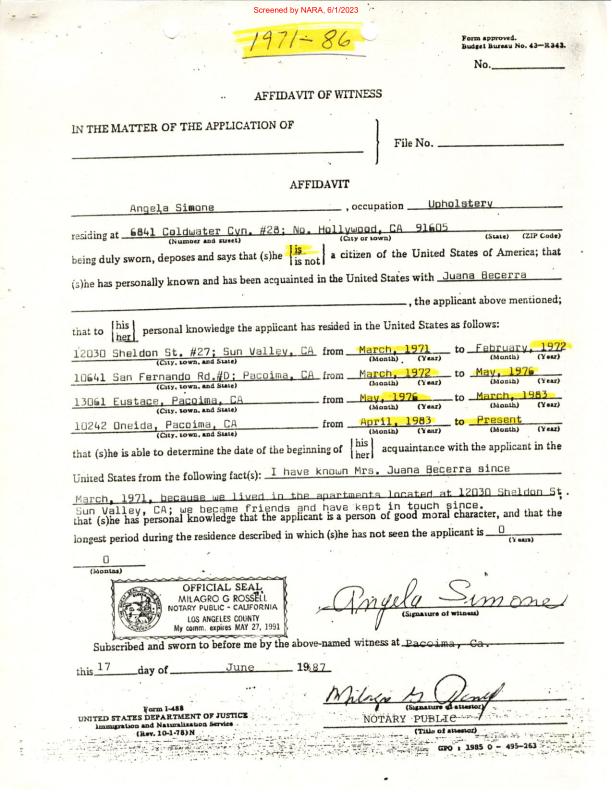 Screened by NARA, 6/1/2023
1971-86
Form approved.
Budget Bureau No. 43—R343.
No.
AFFIDAVIT OF WITNESS
IN THE MATTER OF THE APPLICATION OF
File No.
AFFIDAVIT
Angela Simone , occupation Upholstery
residing at 6841 Coldwater Cyn. #28; No. Hollywood, CA 91605
(Number and street) (City or town) (State) (ZIP Code)
being duly sworn, deposes and says that (s)he {is / is not} a citizen of the United States of America; that
(s)he has personally known and has been acquainted in the United States with Juana Becerra
, the applicant above mentioned;
that to {his / her} personal knowledge the applicant has resided in the United States as follows:
12030 Sheldon St. #27; Sun Valley, CA from March, 1971 to February, 1972
(City, town, and State) (Month) (Year) (Month) (Year)
10641 San Fernando Rd.#D; Pacoima, CA from March, 1972 to May, 1976
(City, town, and State) (Month) (Year) (Month) (Year)
13061 Eustace, Pacoima, CA from May, 1976 to March, 1983
(City, town, and State) (Month) (Year) (Month) (Year)
10242 Oneida, Pacoima, CA from April, 1983 to Present
(City, town, and State) (Month) (Year) (Month) (Year)
that (s)he is able to determine the date of the beginning of {his / her} acquaintance with the applicant in the
United States from the following fact(s): I have known Mrs. Juana Becerra since
March, 1971, because we lived in the apartments located at 12030 Sheldon St.
Sun Valley, CA; we became friends and have kept in touch since.
that (s)he has personal knowledge that the applicant is a person of good moral character, and that the
longest period during the residence described in which (s)he has not seen the applicant is 0
(Years)
0
(Months)
OFFICIAL SEAL
MILAGRO G ROSSELL
NOTARY PUBLIC - CALIFORNIA
LOS ANGELES COUNTY
My comm. expires MAY 27, 1991
Angela Simone
(Signature of witness)
Subscribed and sworn to before me by the above-named witness at Pacoima, Ca.
this 17 day of June 1987
Milagro G.
(Signature of attestor)
NOTARY PUBLIC
(Title of attestor)
Form I-488
UNITED STATES DEPARTMENT OF JUSTICE
Immigration and Naturalization Service
(Rev. 10-1-78)N
GPO : 1985 O - 495-263